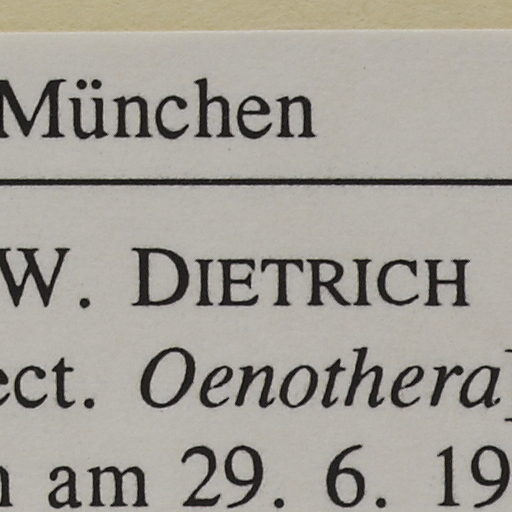 München
W. DIETRICH
ect. Oenothera]
n am 29. 6. 19